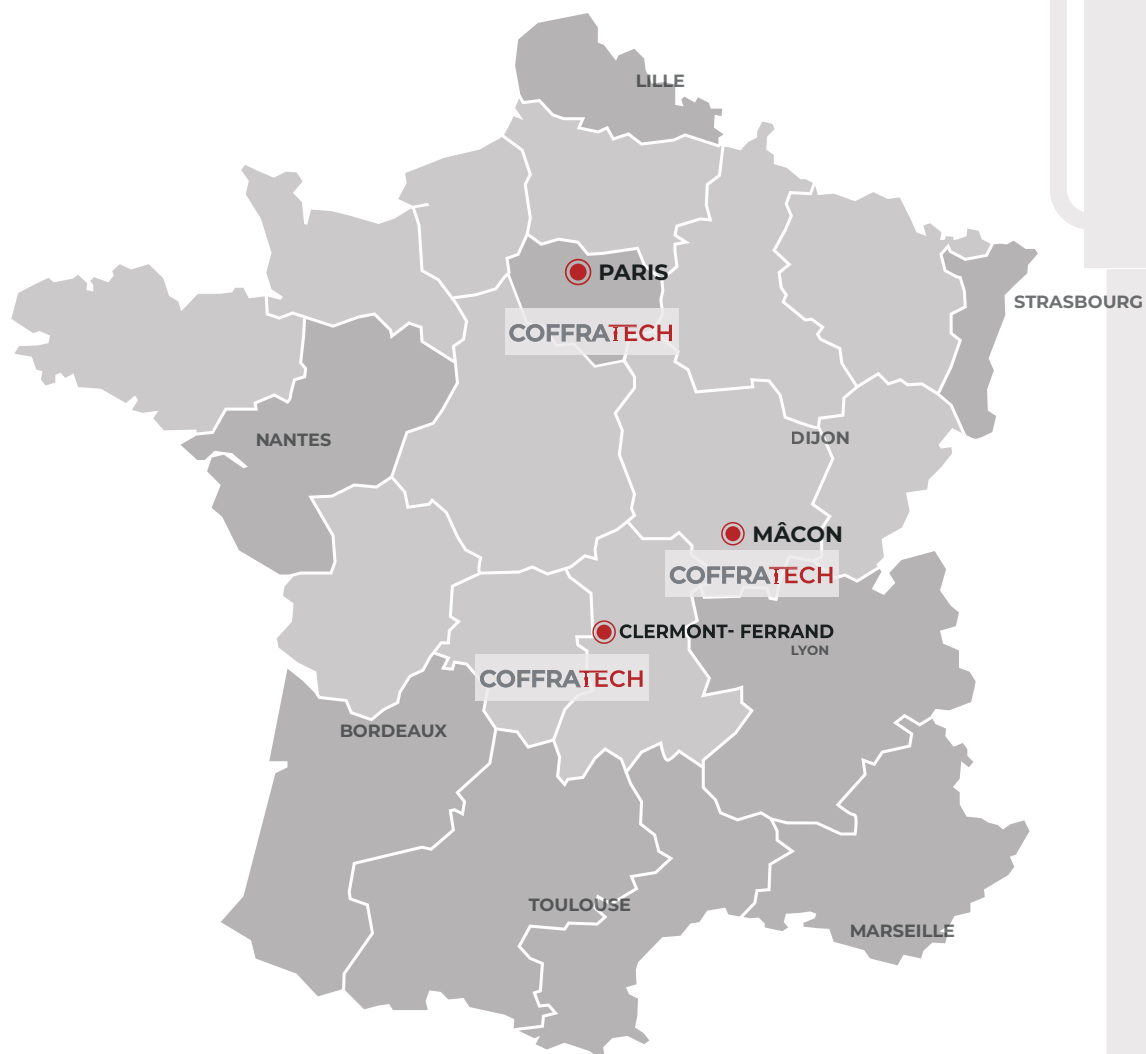 LILLE
PARIS
STRASBOURG
COFFRATECH
DIJON
NANTES
MÂCON
COFFRATECH
CLERMONT- FERRAND
LYON
COFFRATECH
BORDEAUX
TOULOUSE
MARSEILLE